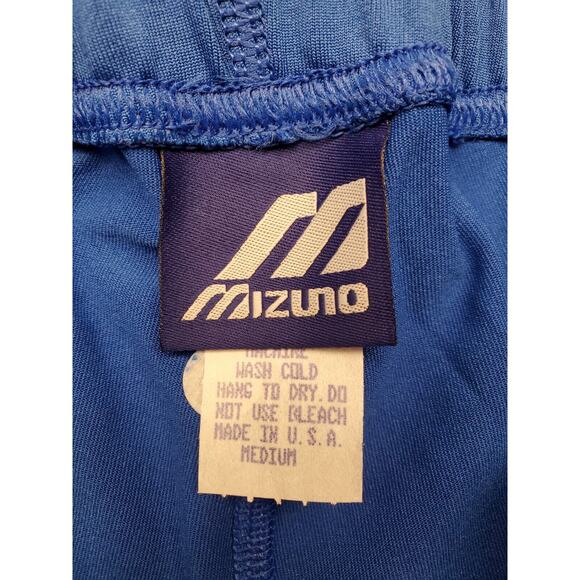 MIZUNO
MACHINE
WASH COLD
HANG TO DRY. DO
NOT USE BLEACH
MADE IN U.S.A.
MEDIUM